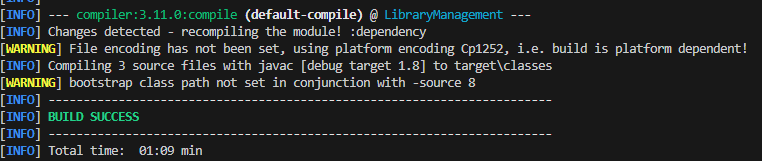 [INFO]
[INFO] --- compiler:3.11.0:compile (default-compile) @ LibraryManagement ---
[INFO] Changes detected - recompiling the module! :dependency
[WARNING] File encoding has not been set, using platform encoding Cp1252, i.e. build is platform dependent!
[INFO] Compiling 3 source files with javac [debug target 1.8] to target\classes
[WARNING] bootstrap class path not set in conjunction with -source 8
[INFO] ------------------------------------------------------------------------
[INFO] BUILD SUCCESS
[INFO] ------------------------------------------------------------------------
[INFO] Total time:  01:09 min